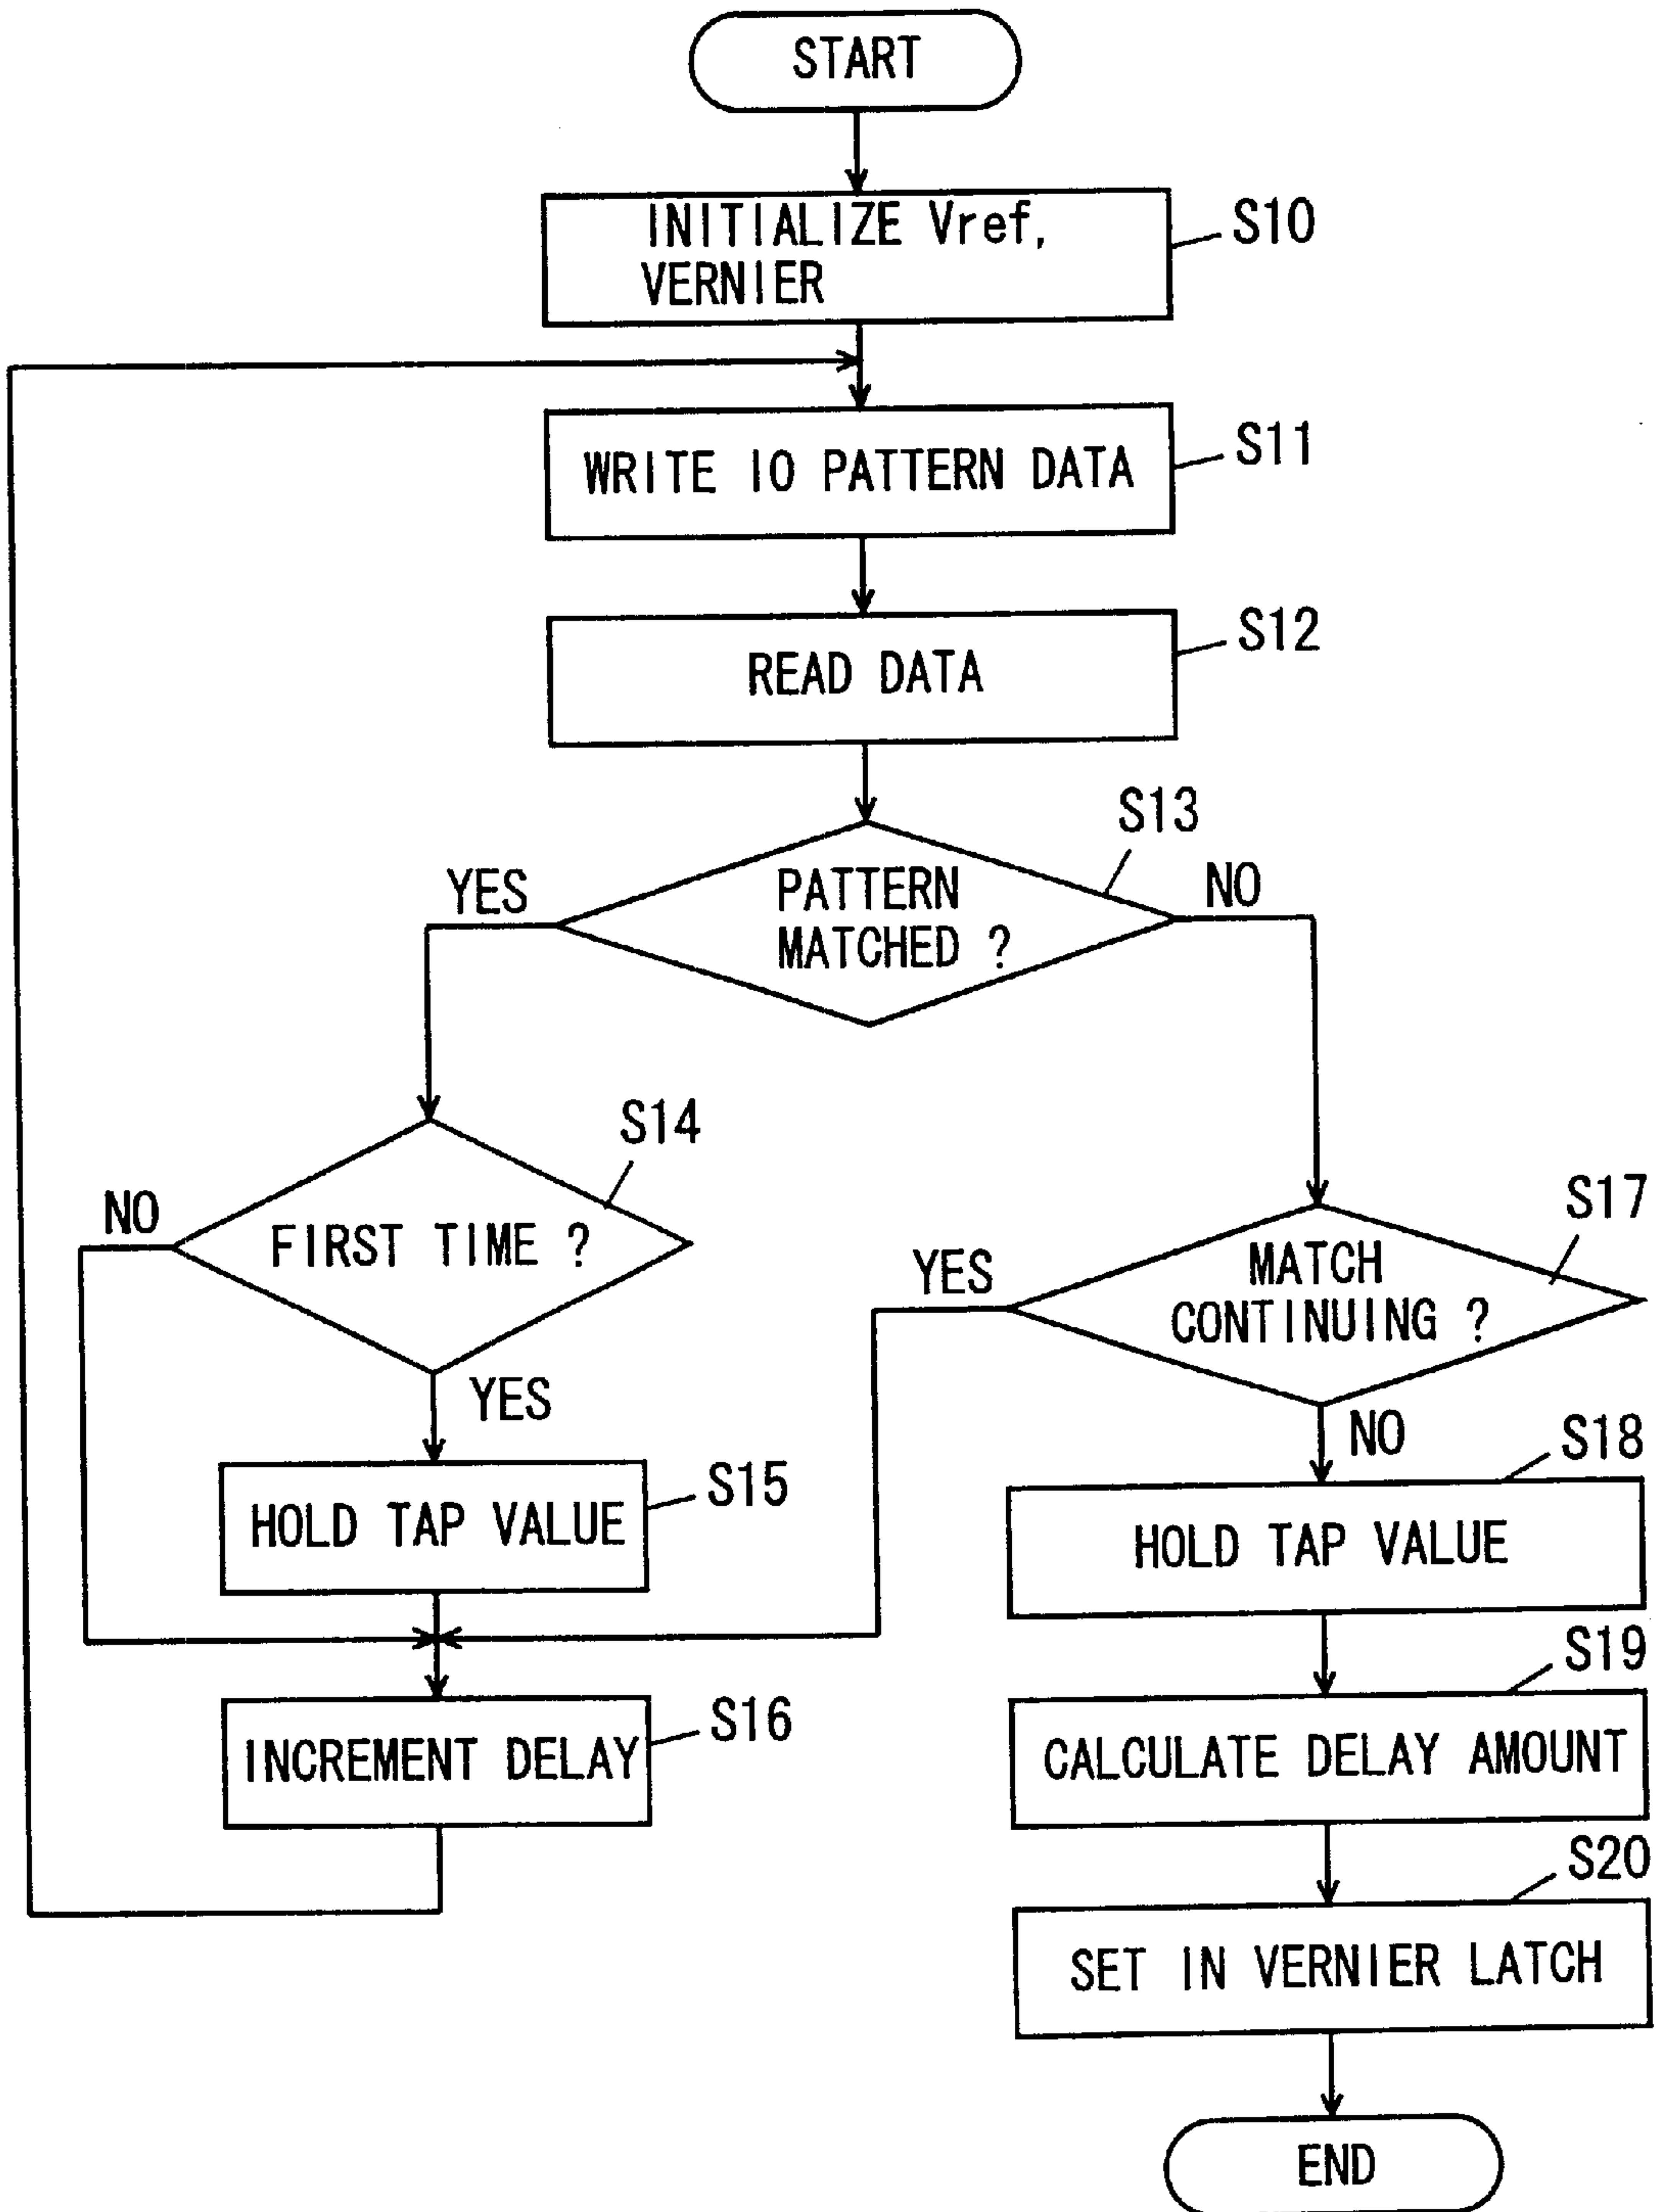 START
INITIALIZE Vref,
VERNIER
S10
WRITE IO PATTERN DATA
S11
READ DATA
S12
PATTERN
MATCHED ?
S13
YES
NO
FIRST TIME ?
S14
NO
YES
MATCH
CONTINUING ?
S17
YES
NO
HOLD TAP VALUE
S15
HOLD TAP VALUE
S18
INCREMENT DELAY
S16
CALCULATE DELAY AMOUNT
S19
SET IN VERNIER LATCH
S20
END